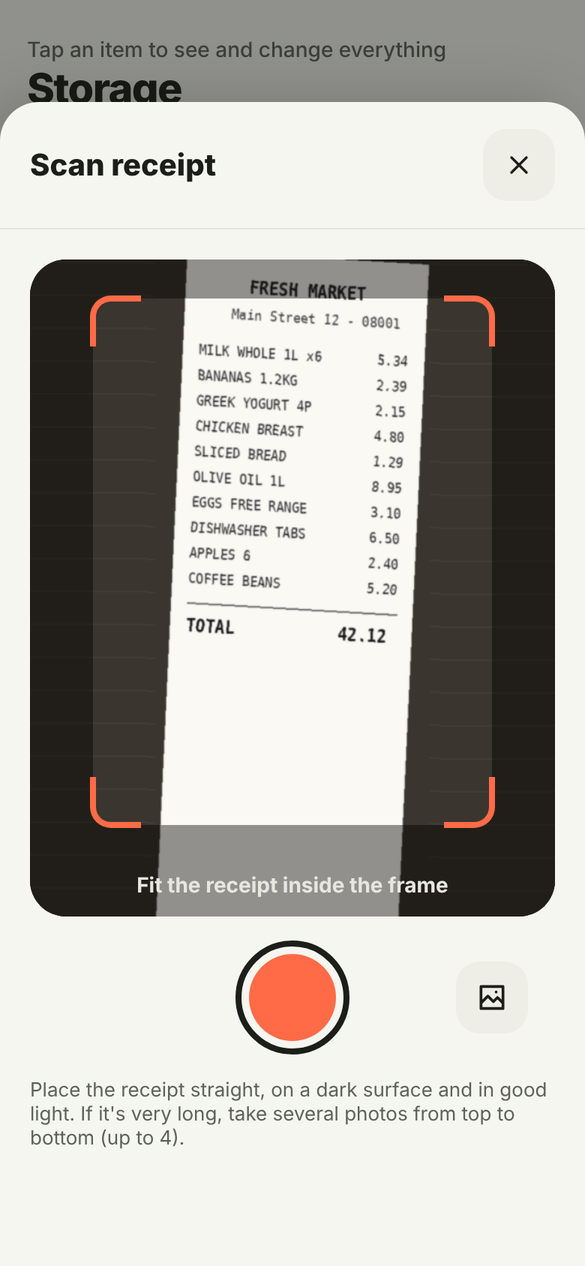 Tap an item to see and change everything
Storage
Scan receipt
FRESH MARKET
Main Street 12 - 08001
MILK WHOLE 1L x6 5.34
BANANAS 1.2KG 2.39
GREEK YOGURT 4P 2.15
CHICKEN BREAST 4.80
SLICED BREAD 1.29
OLIVE OIL 1L 8.95
EGGS FREE RANGE 3.10
DISHWASHER TABS 6.50
APPLES 6 2.40
COFFEE BEANS 5.20
TOTAL 42.12
Fit the receipt inside the frame
Place the receipt straight, on a dark surface and in good
light. If it's very long, take several photos from top to
bottom (up to 4).